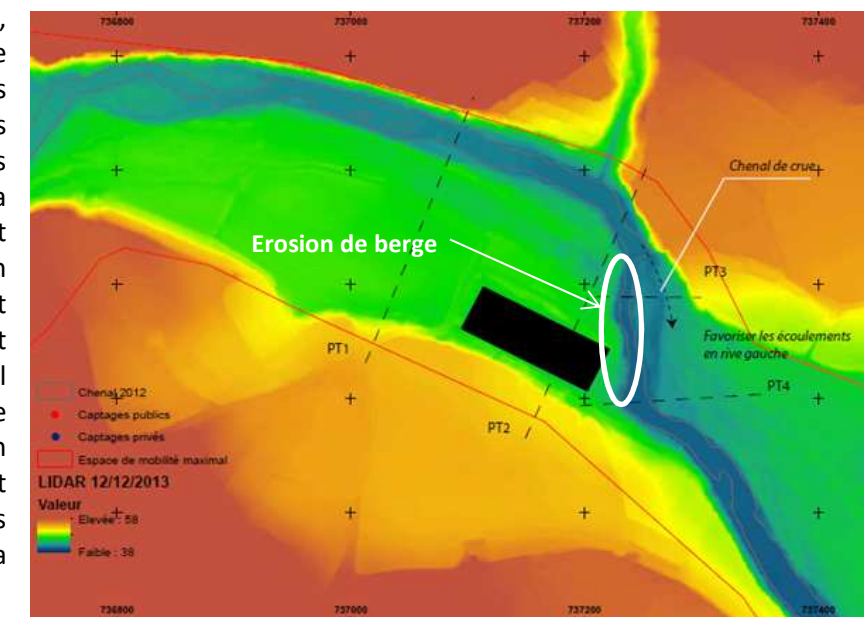 ,
e
s
s
s
a
t
n
t
t
l
e
n
t
s
a
736800 737000 737200 737400
Chenal de crue
Erosion de berge
PT3
Favoriser les écoulements
en rive gauche
PT1
PT4
PT2
Chenal 2012
Captages publics
Captages privés
Espace de mobilité maximal
LIDAR 12/12/2013
Valeur
Elevée : 58
Faible : 38
736800 737000 737200 737400